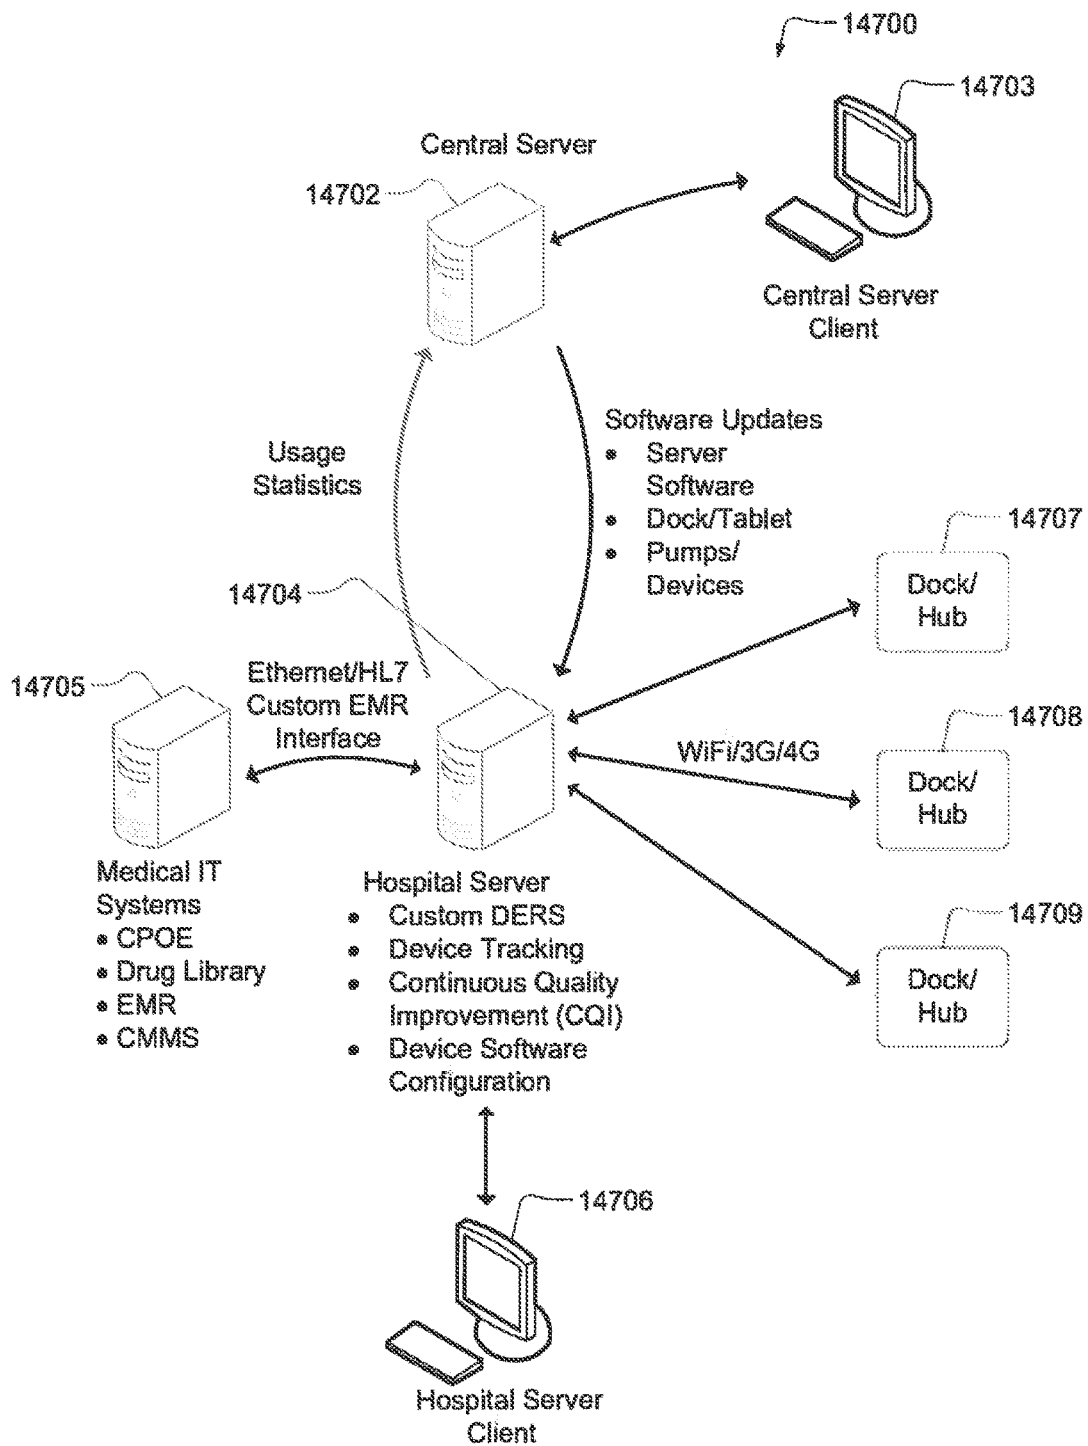 14700
14703
Central Server
14702
Central Server
Client
Usage
Statistics
Software Updates
• Server
Software
• Dock/Tablet
• Pumps/
Devices
14707
Dock/
Hub
14704
Ethernet/HL7
Custom EMR
Interface
14705
14708
WiFi/3G/4G
Dock/
Hub
Medical IT
Systems
• CPOE
• Drug Library
• EMR
• CMMS
Hospital Server
• Custom DERS
• Device Tracking
• Continuous Quality
Improvement (CQI)
• Device Software
Configuration
14709
Dock/
Hub
14706
Hospital Server
Client